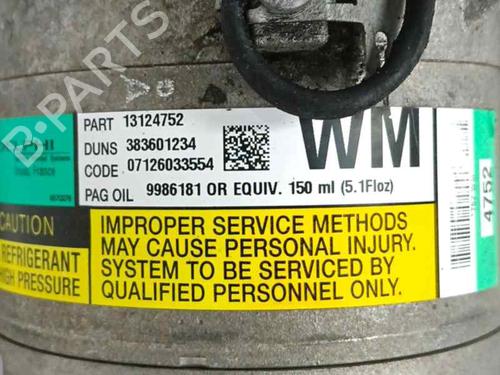 B-Parts
PART 13124752
DUNS 383601234
CODE 07126033554
PAG OIL 9986181 OR EQUIV. 150 ml (5.1Floz)
WM
4752
CAUTION
REFRIGERANT
HIGH PRESSURE
IMPROPER SERVICE METHODS
MAY CAUSE PERSONAL INJURY.
SYSTEM TO BE SERVICED BY
QUALIFIED PERSONNEL ONLY.